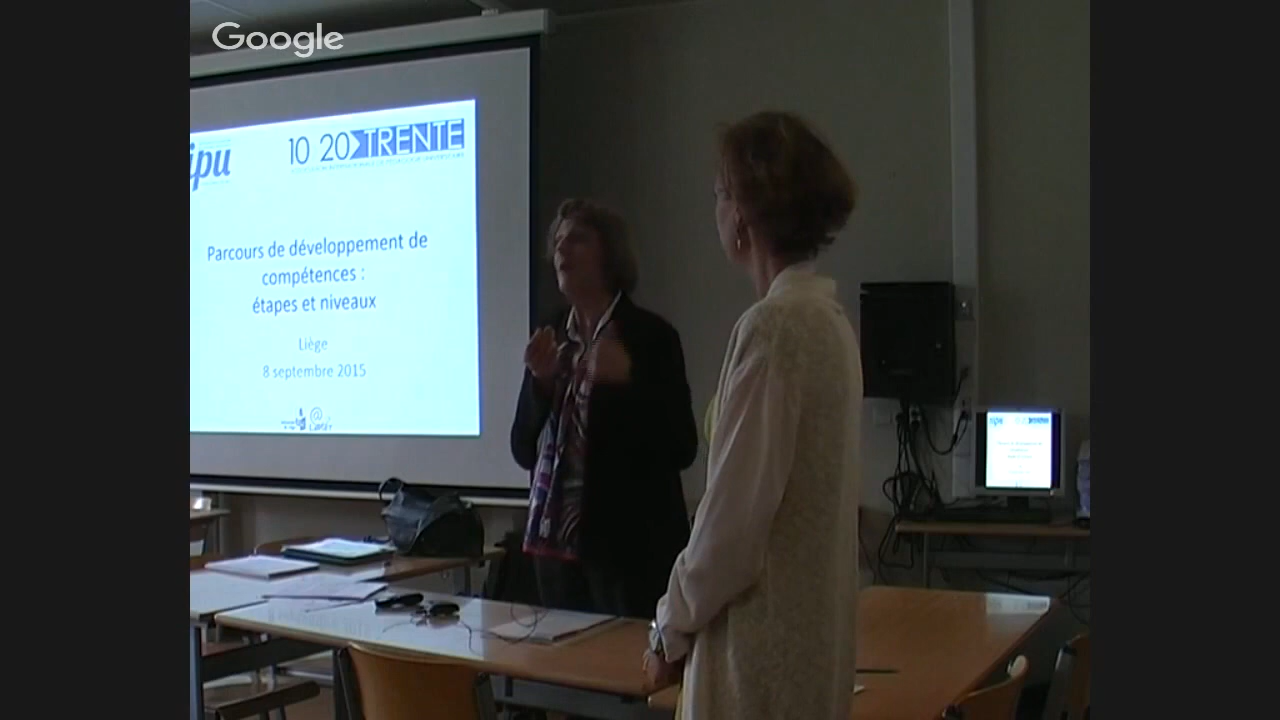 Google
ipu
10 20 TRENTE
Parcours de développement de
compétences :
étapes et niveaux
Liège
8 septembre 2015